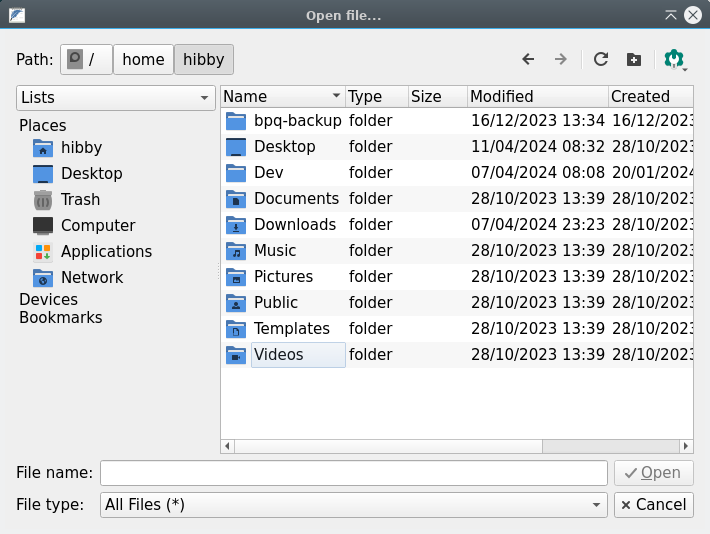 Open file...
Path: / home hibby
Lists
Name Type Size Modified Created
Places
hibby
Desktop
Trash
Computer
Applications
Network
Devices
Bookmarks
bpq-backup folder 16/12/2023 13:34 16/12/2023
Desktop folder 11/04/2024 08:32 28/10/2023
Dev folder 07/04/2024 08:08 20/01/2024
Documents folder 28/10/2023 13:39 28/10/2023
Downloads folder 07/04/2024 23:23 28/10/2023
Music folder 28/10/2023 13:39 28/10/2023
Pictures folder 28/10/2023 13:39 28/10/2023
Public folder 28/10/2023 13:39 28/10/2023
Templates folder 28/10/2023 13:39 28/10/2023
Videos folder 28/10/2023 13:39 28/10/2023
File name: Open
File type: All Files (*) Cancel